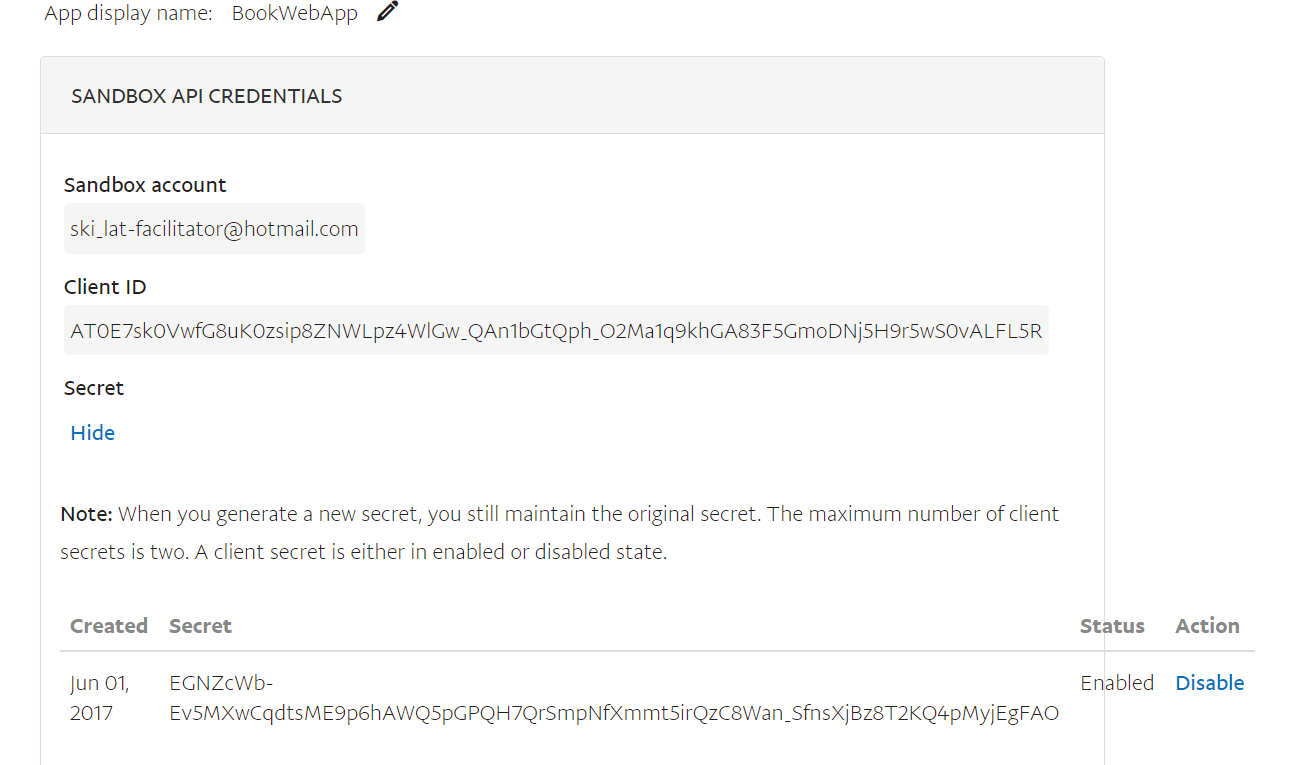 App display name: BookWebApp
SANDBOX API CREDENTIALS
Sandbox account
ski_lat-facilitator@hotmail.com
Client ID
AT0E7sk0VwfG8uK0zsip8ZNWLpz4WlGw_QAn1bGtQph_O2Ma1q9khGA83F5GmoDNj5H9r5wS0vALFL5R
Secret
Hide
Note: When you generate a new secret, you still maintain the original secret. The maximum number of client
secrets is two. A client secret is either in enabled or disabled state.
Created Secret Status Action
Jun 01, EGNZcWb- Enabled Disable
2017 Ev5MXwCqdtsME9p6hAWQ5pGPQH7QrSmpNfXmmt5irQzC8Wan_SfnsXjBz8T2KQ4pMyjEgFAO